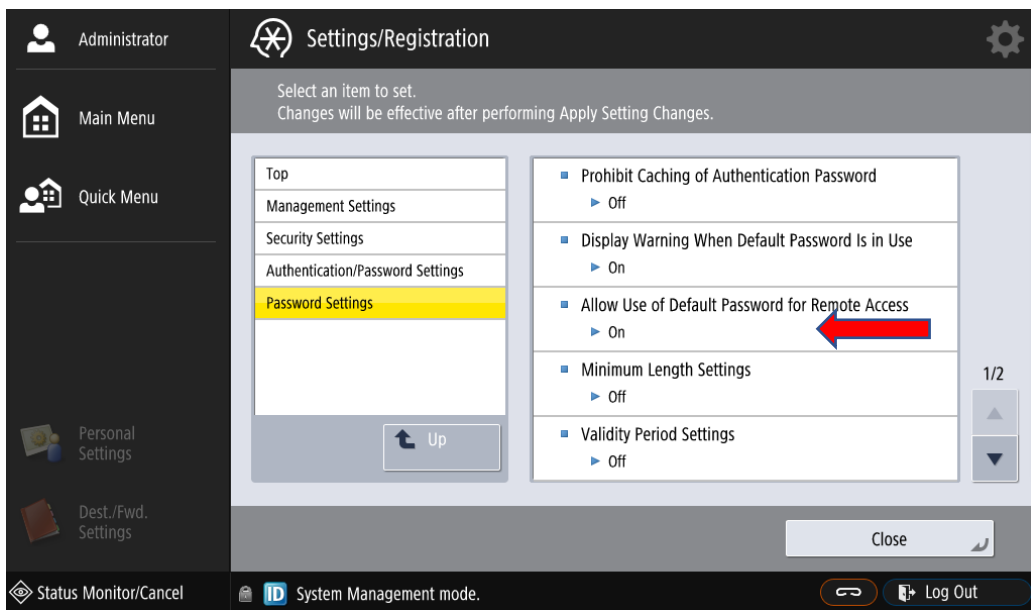 Administrator
Settings/Registration
Main Menu
Quick Menu
Select an item to set.
Changes will be effective after performing Apply Setting Changes.
Top
Management Settings
Security Settings
Authentication/Password Settings
Password Settings
Up
Prohibit Caching of Authentication Password
Off
Display Warning When Default Password Is in Use
On
Allow Use of Default Password for Remote Access
On
Minimum Length Settings
Off
Validity Period Settings
Off
1/2
Personal
Settings
Dest./Fwd.
Settings
Close
Status Monitor/Cancel
ID System Management mode.
Log Out